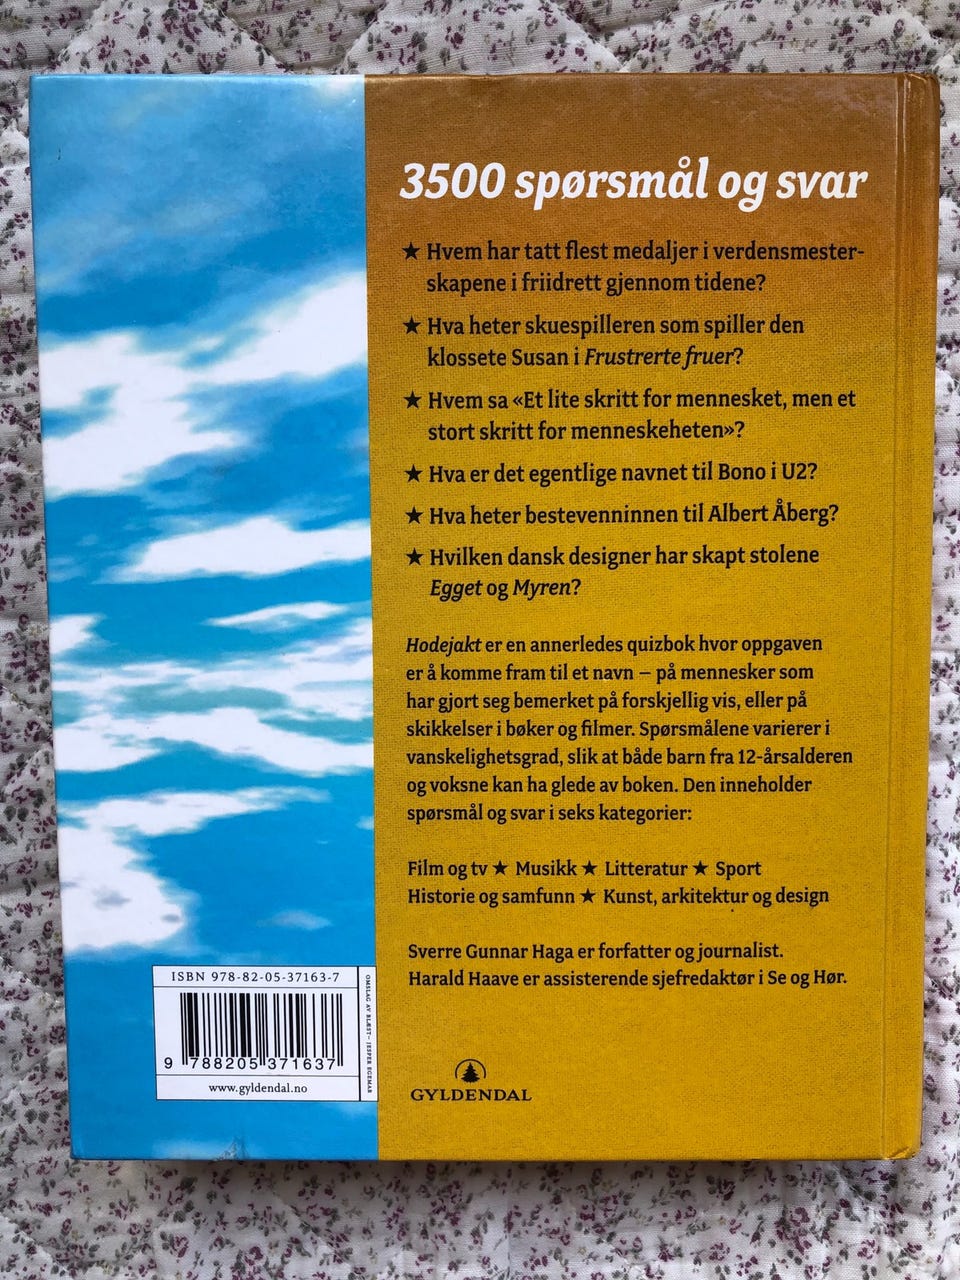 3500 spørsmål og svar
★ Hvem har tatt flest medaljer i verdensmester-
skapene i friidrett gjennom tidene?
★ Hva heter skuespilleren som spiller den
klossete Susan i Frustrerte fruer?
★ Hvem sa «Et lite skritt for mennesket, men et
stort skritt for menneskeheten»?
★ Hva er det egentlige navnet til Bono i U2?
★ Hva heter bestevenninnen til Albert Åberg?
★ Hvilken dansk designer har skapt stolene
Egget og Myren?
Hodejakt er en annerledes quizbok hvor oppgaven
er å komme fram til et navn – på mennesker som
har gjort seg bemerket på forskjellig vis, eller på
skikkelser i bøker og filmer. Spørsmålene varierer i
vanskelighetsgrad, slik at både barn fra 12-årsalderen
og voksne kan ha glede av boken. Den inneholder
spørsmål og svar i seks kategorier:
Film og tv ★ Musikk ★ Litteratur ★ Sport
Historie og samfunn ★ Kunst, arkitektur og design
Sverre Gunnar Haga er forfatter og journalist.
Harald Haave er assisterende sjefredaktør i Se og Hør.
GYLDENDAL
ISBN 978-82-05-37163-7
9 788205 371637
www.gyldendal.no
OMSLAG AV BLÆST – JESPER EGEMAR